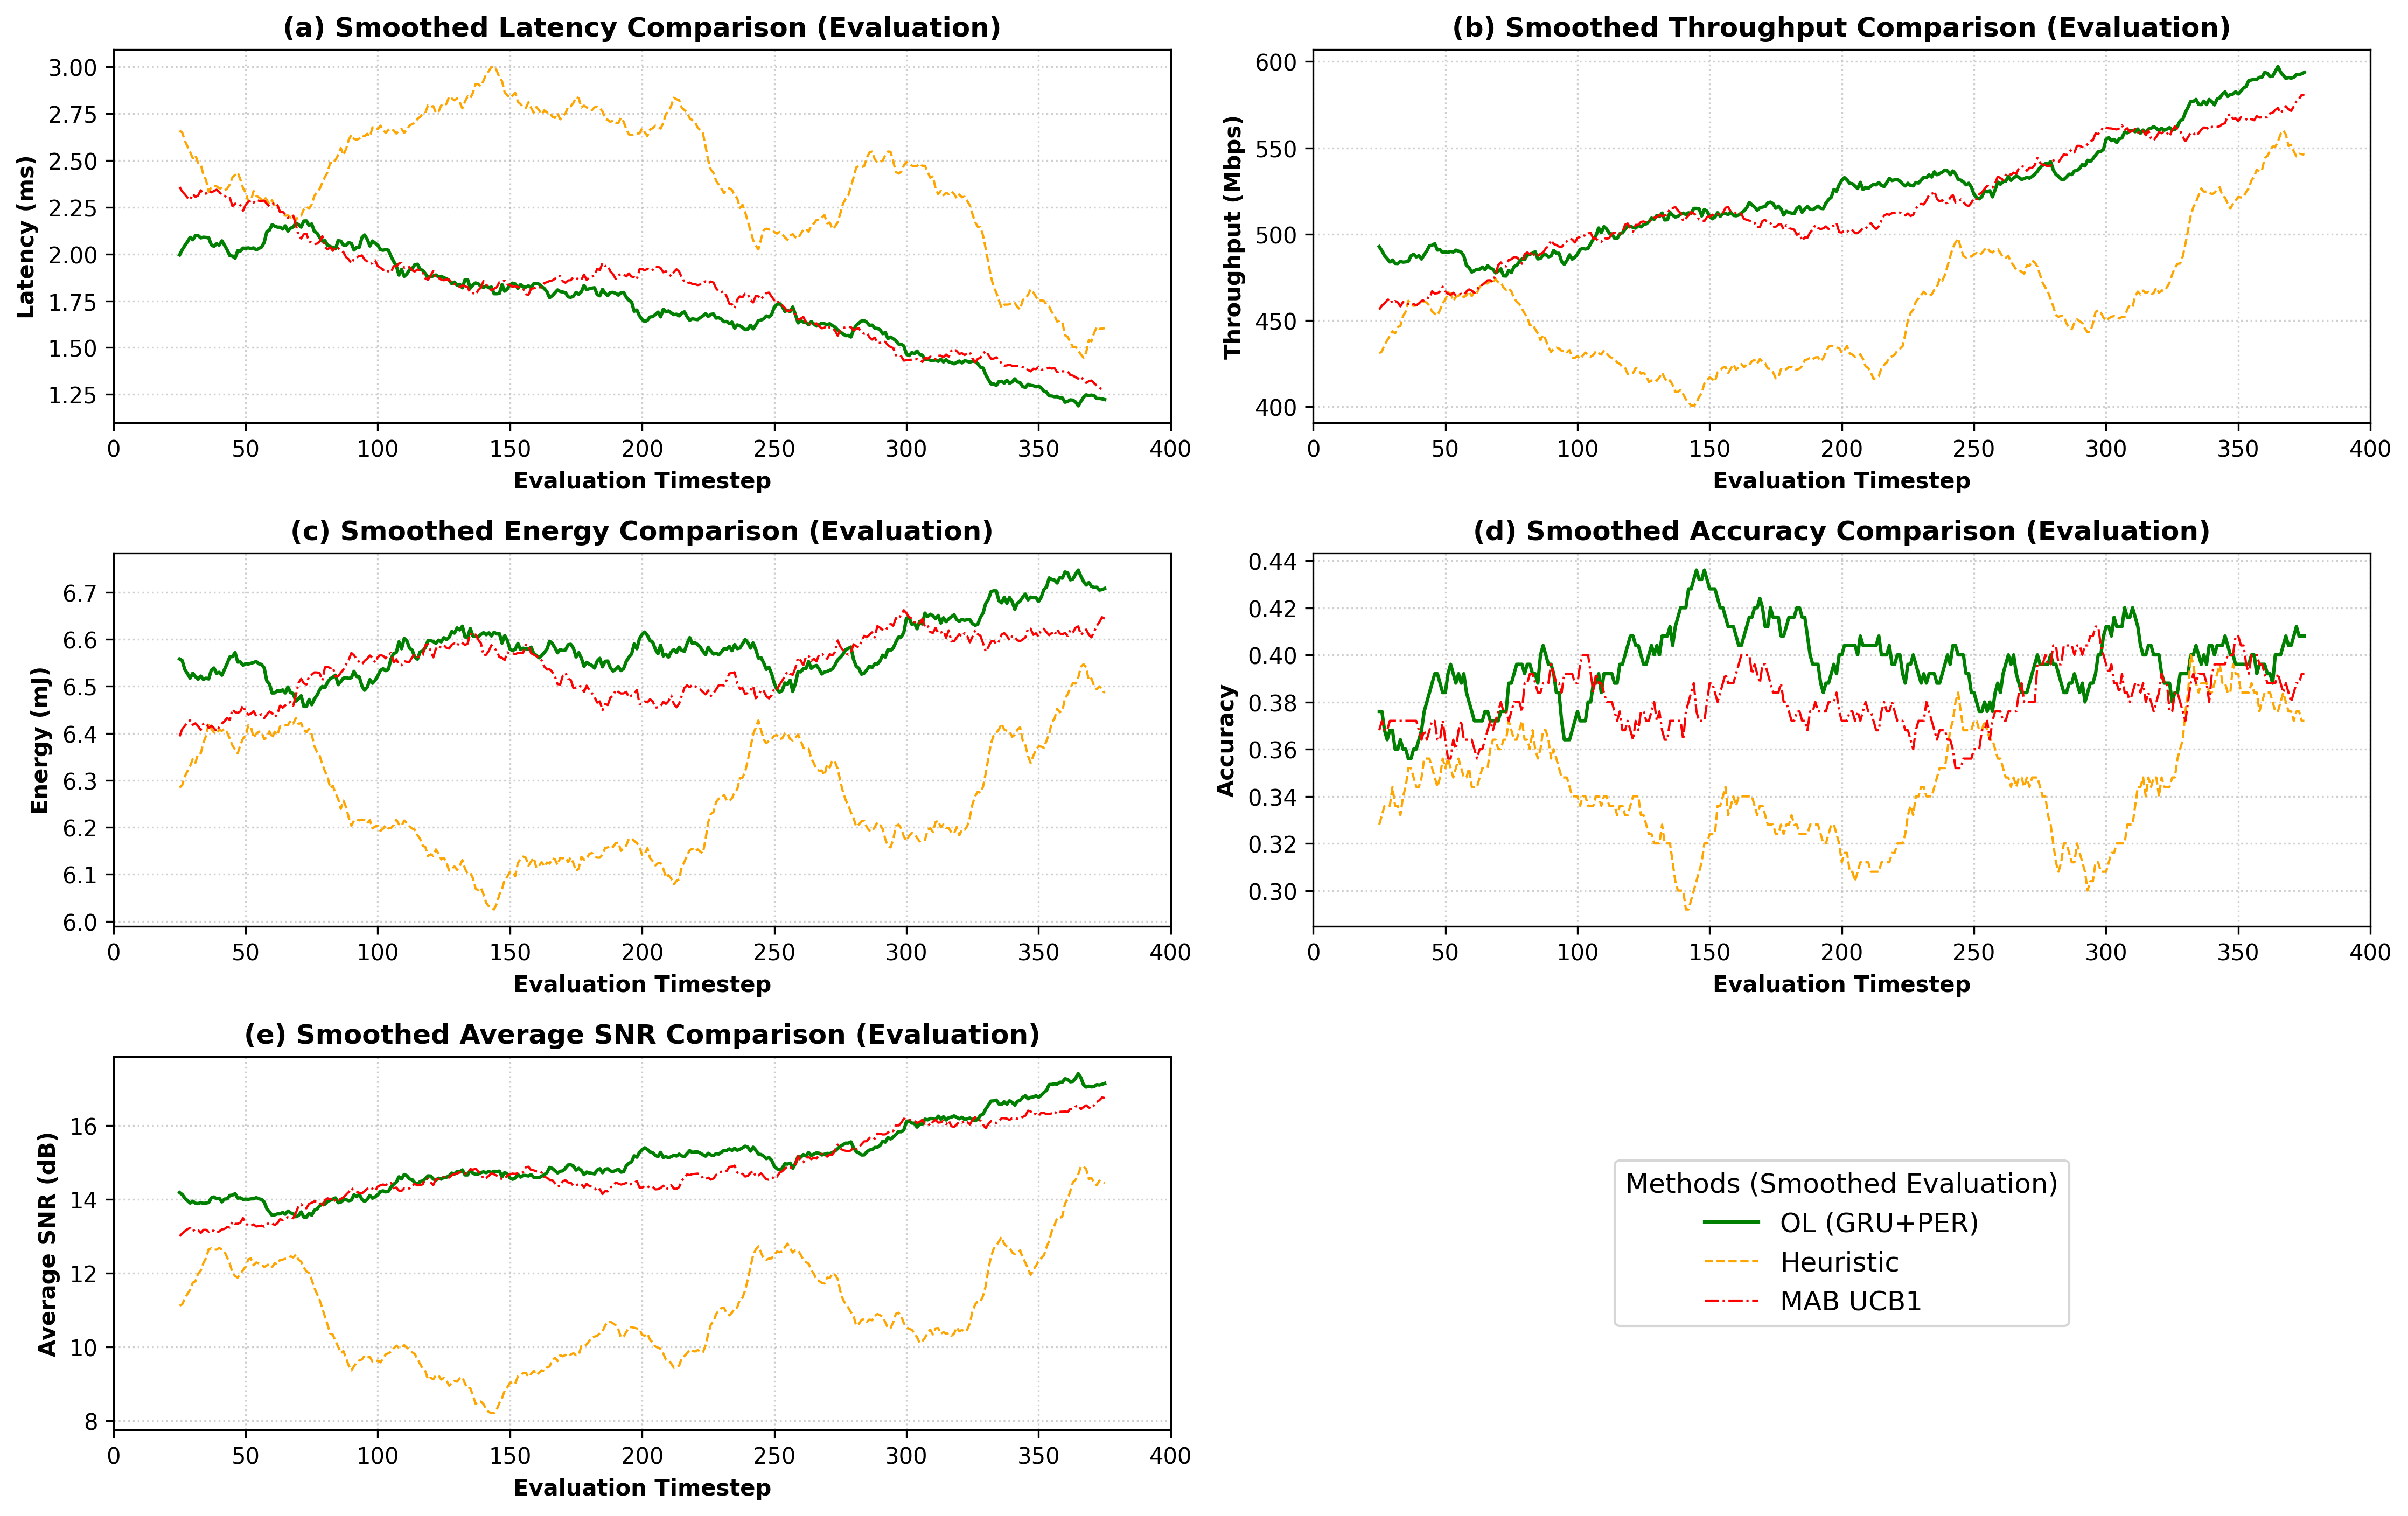 (a) Smoothed Latency Comparison (Evaluation)
3.00
2.75
2.50
2.25
2.00
1.75
1.50
1.25
Latency (ms)
0 50 100 150 200 250 300 350 400
Evaluation Timestep
(b) Smoothed Throughput Comparison (Evaluation)
600
550
500
450
400
Throughput (Mbps)
0 50 100 150 200 250 300 350 400
Evaluation Timestep
(c) Smoothed Energy Comparison (Evaluation)
6.7
6.6
6.5
6.4
6.3
6.2
6.1
6.0
Energy (mJ)
0 50 100 150 200 250 300 350 400
Evaluation Timestep
(d) Smoothed Accuracy Comparison (Evaluation)
0.44
0.42
0.40
0.38
0.36
0.34
0.32
0.30
Accuracy
0 50 100 150 200 250 300 350 400
Evaluation Timestep
(e) Smoothed Average SNR Comparison (Evaluation)
16
14
12
10
8
Average SNR (dB)
0 50 100 150 200 250 300 350 400
Evaluation Timestep
Methods (Smoothed Evaluation)
OL (GRU+PER)
Heuristic
MAB UCB1